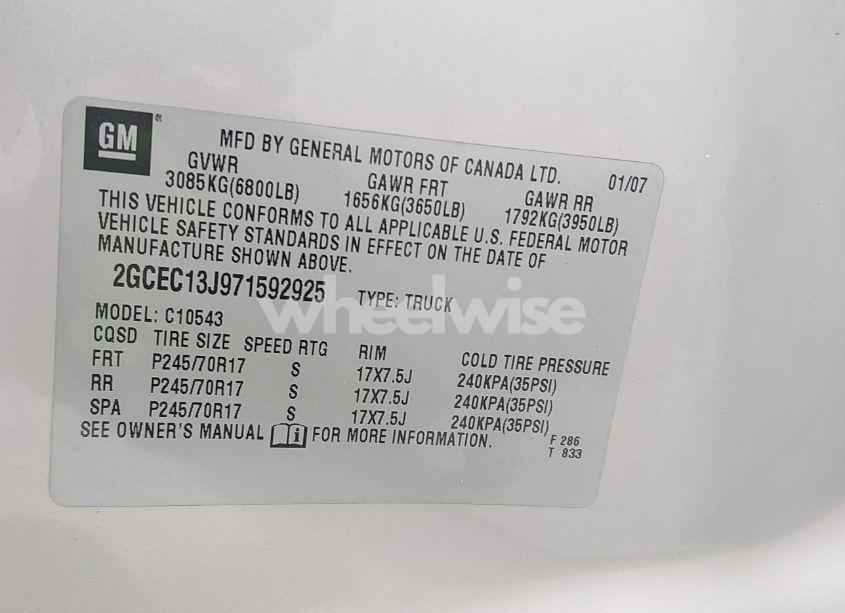 GM®
MFD BY GENERAL MOTORS OF CANADA LTD. 01/07
GVWR GAWR FRT GAWR RR
3085KG(6800LB) 1656KG(3650LB) 1792KG(3950LB)
THIS VEHICLE CONFORMS TO ALL APPLICABLE U.S. FEDERAL MOTOR
VEHICLE SAFETY STANDARDS IN EFFECT ON THE DATE OF
MANUFACTURE SHOWN ABOVE.
2GCEC13J971592925 TYPE: TRUCK
wheelwise
MODEL: C10543
CQSD TIRE SIZE SPEED RTG RIM COLD TIRE PRESSURE
FRT P245/70R17 S 17X7.5J 240KPA(35PSI)
RR P245/70R17 S 17X7.5J 240KPA(35PSI)
SPA P245/70R17 S 17X7.5J 240KPA(35PSI)
SEE OWNER'S MANUAL i FOR MORE INFORMATION.
F 286
T 833